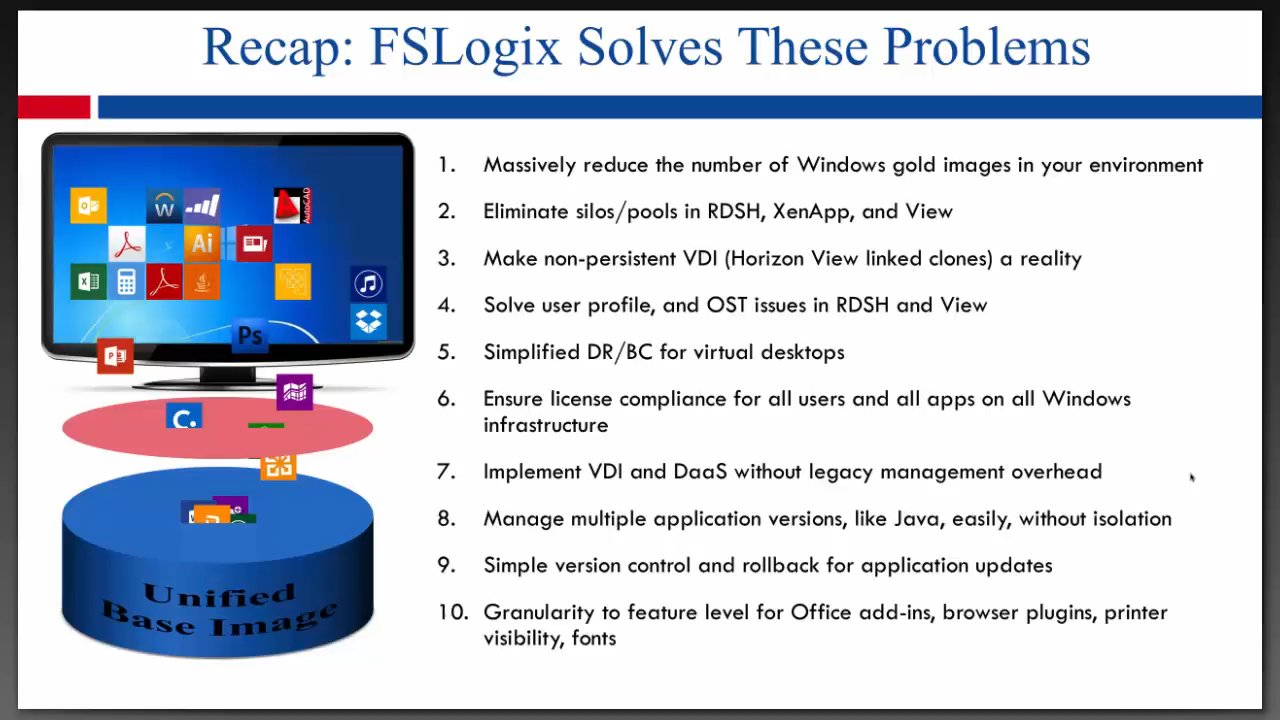 Recap: FSLogix Solves These Problems
1. Massively reduce the number of Windows gold images in your environment
2. Eliminate silos/pools in RDSH, XenApp, and View
3. Make non-persistent VDI (Horizon View linked clones) a reality
4. Solve user profile, and OST issues in RDSH and View
5. Simplified DR/BC for virtual desktops
6. Ensure license compliance for all users and all apps on all Windows
infrastructure
7. Implement VDI and DaaS without legacy management overhead
8. Manage multiple application versions, like Java, easily, without isolation
9. Simple version control and rollback for application updates
10. Granularity to feature level for Office add-ins, browser plugins, printer
visibility, fonts
W
AutoCAD
Ai
Ps
C.
Unified
Base Image